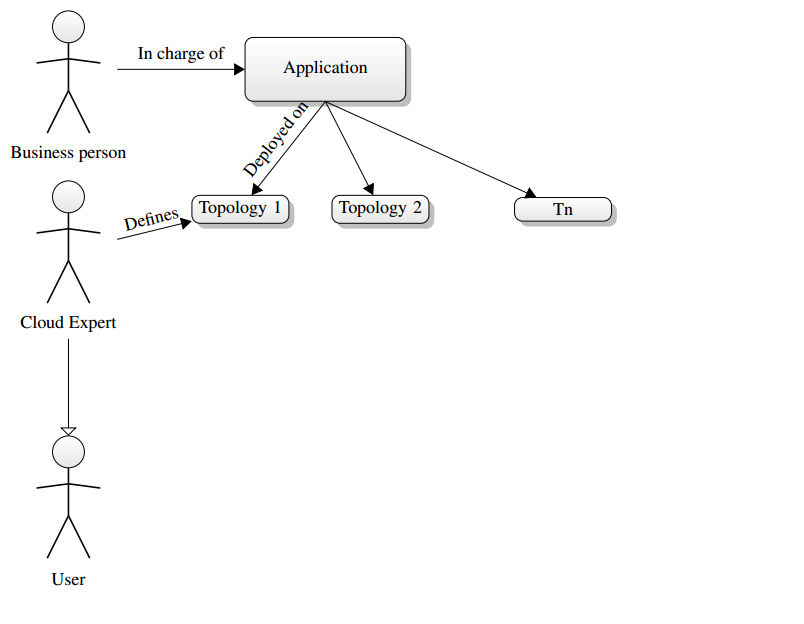 In charge of
Application
Business person
Deployed on
Defines
Topology 1
Topology 2
Tn
Cloud Expert
User